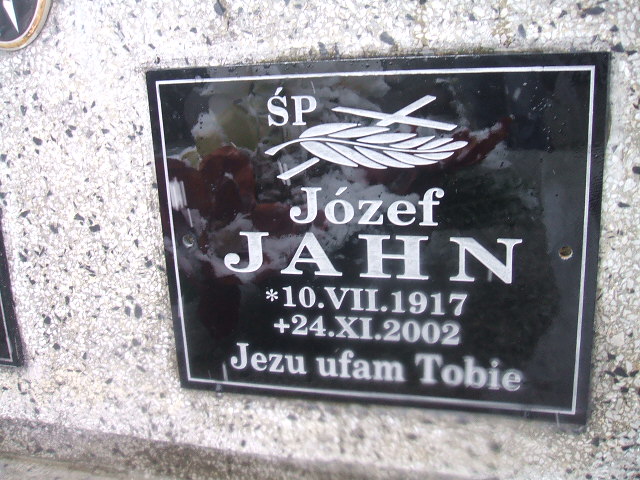 ŚP
Józef
JAHN
*10.VII.1917
+24.XI.2002
Jezu ufam Tobie